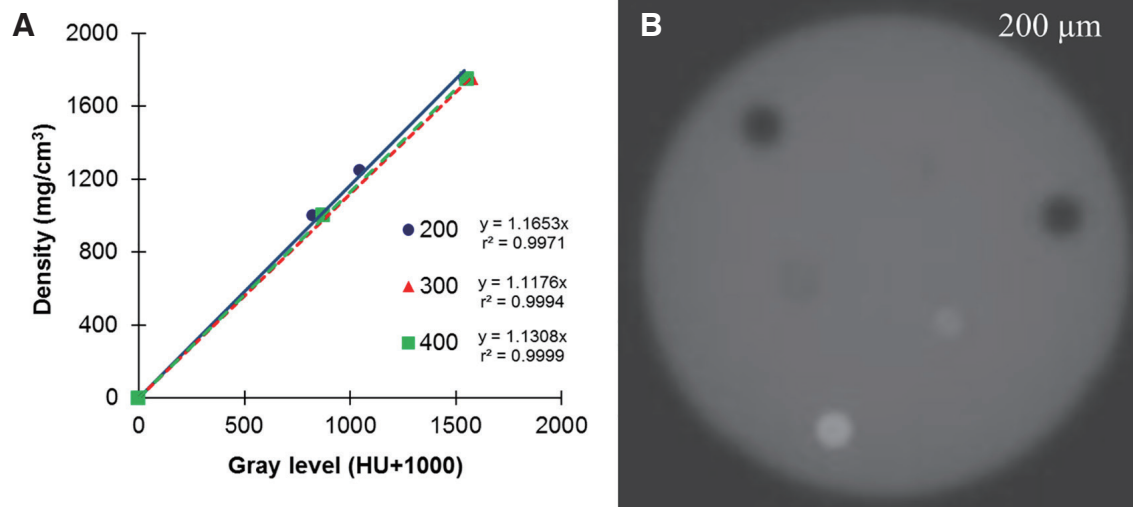 A
2000
1600
1200
800
400
0
Density (mg/cm³)
0 500 1000 1500 2000
Gray level (HU+1000)
200 y = 1.1653x
r² = 0.9971
300 y = 1.1176x
r² = 0.9994
400 y = 1.1308x
r² = 0.9999
B
200 μm